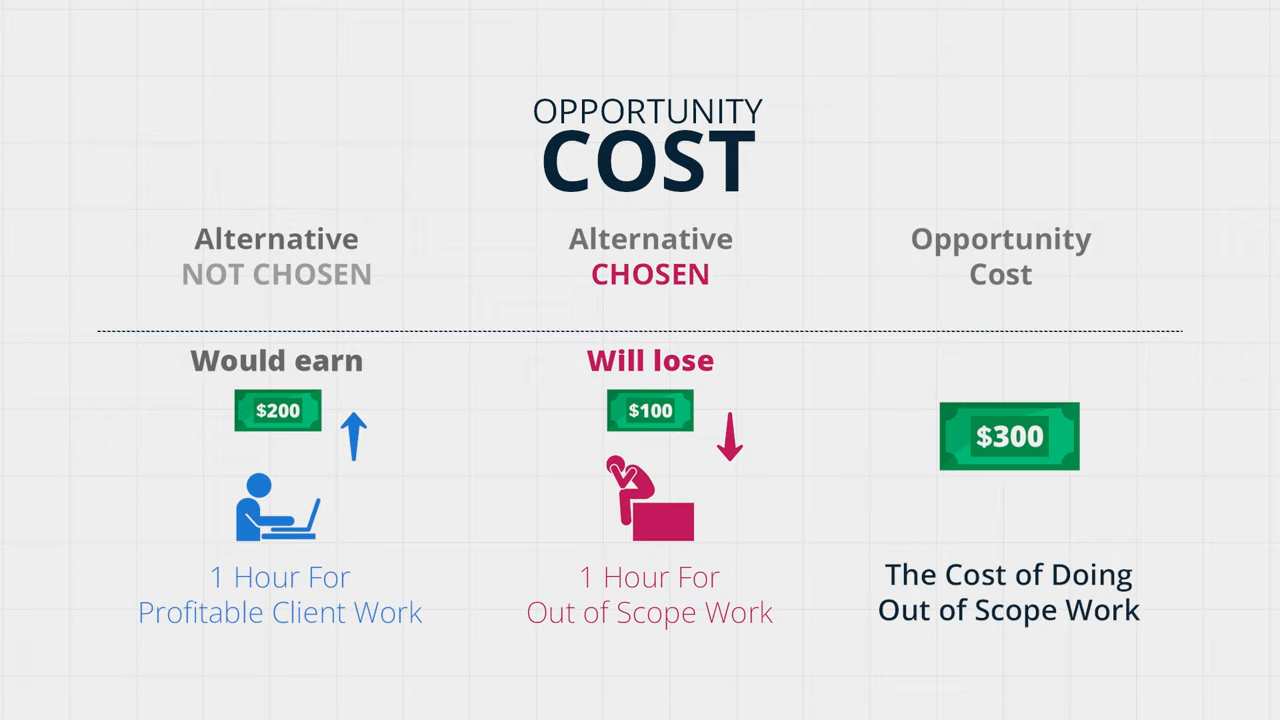 OPPORTUNITY
COST
Alternative
NOT CHOSEN
Alternative
CHOSEN
Opportunity
Cost
Would earn
$200
1 Hour For
Profitable Client Work
Will lose
$100
1 Hour For
Out of Scope Work
$300
The Cost of Doing
Out of Scope Work